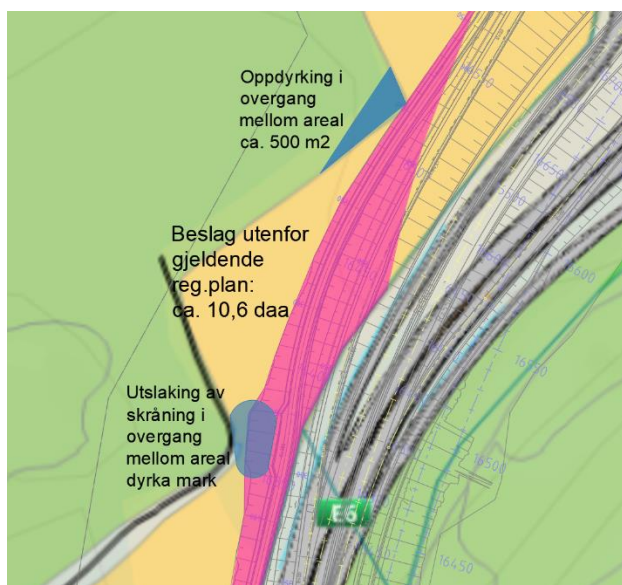 Oppdyrking i
overgang
mellom areal
ca. 500 m2
Beslag utenfor
gjeldende
reg.plan:
ca. 10,6 daa
Utslaking av
skråning i
overgang
mellom areal
dyrka mark
E6
16650
16600
16550
16500
16450